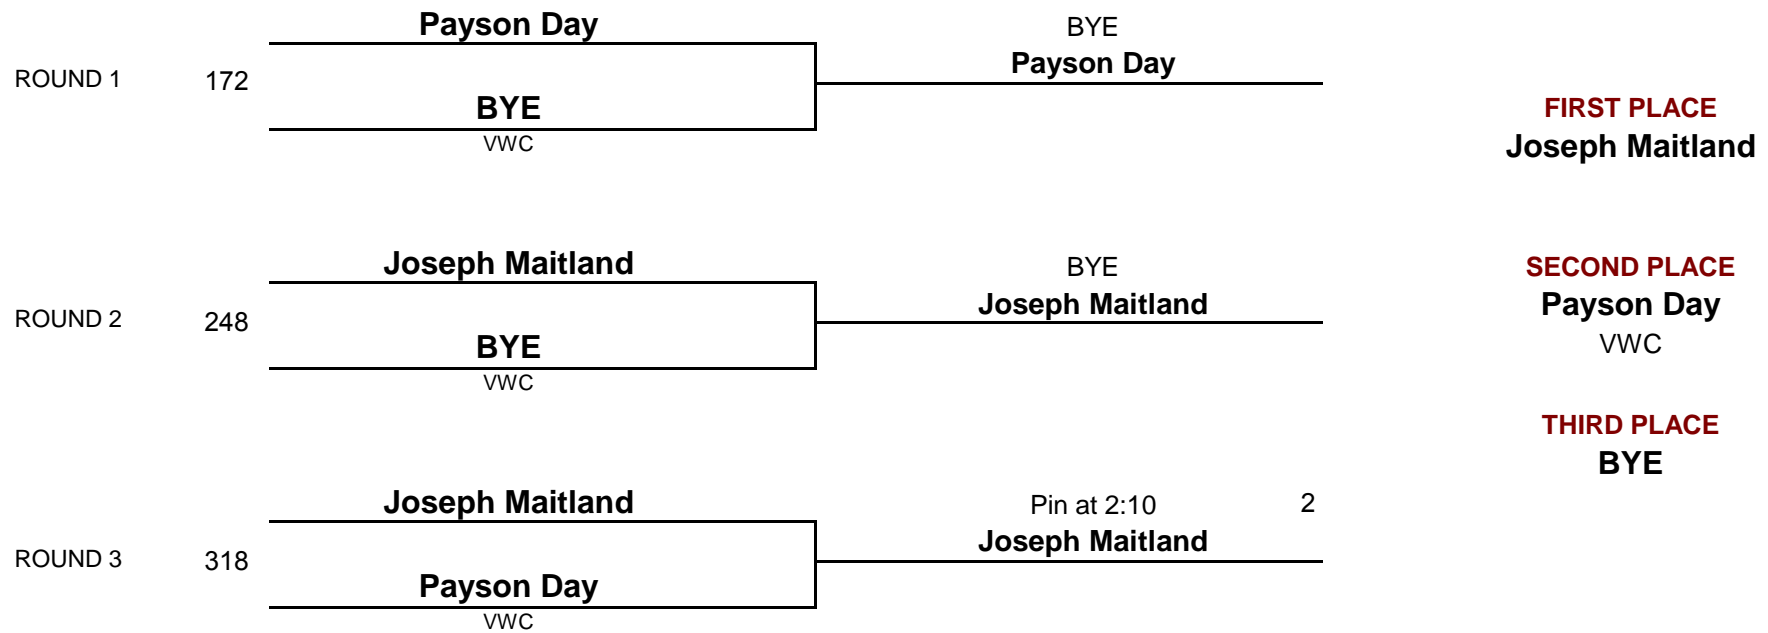 Payson Day
BYE
ROUND 1
172
Payson Day
BYE
VWC
FIRST PLACE
Joseph Maitland
Joseph Maitland
BYE
ROUND 2
248
Joseph Maitland
BYE
VWC
SECOND PLACE
Payson Day
VWC
THIRD PLACE
BYE
Joseph Maitland
Pin at 2:10 2
ROUND 3
318
Joseph Maitland
Payson Day
VWC